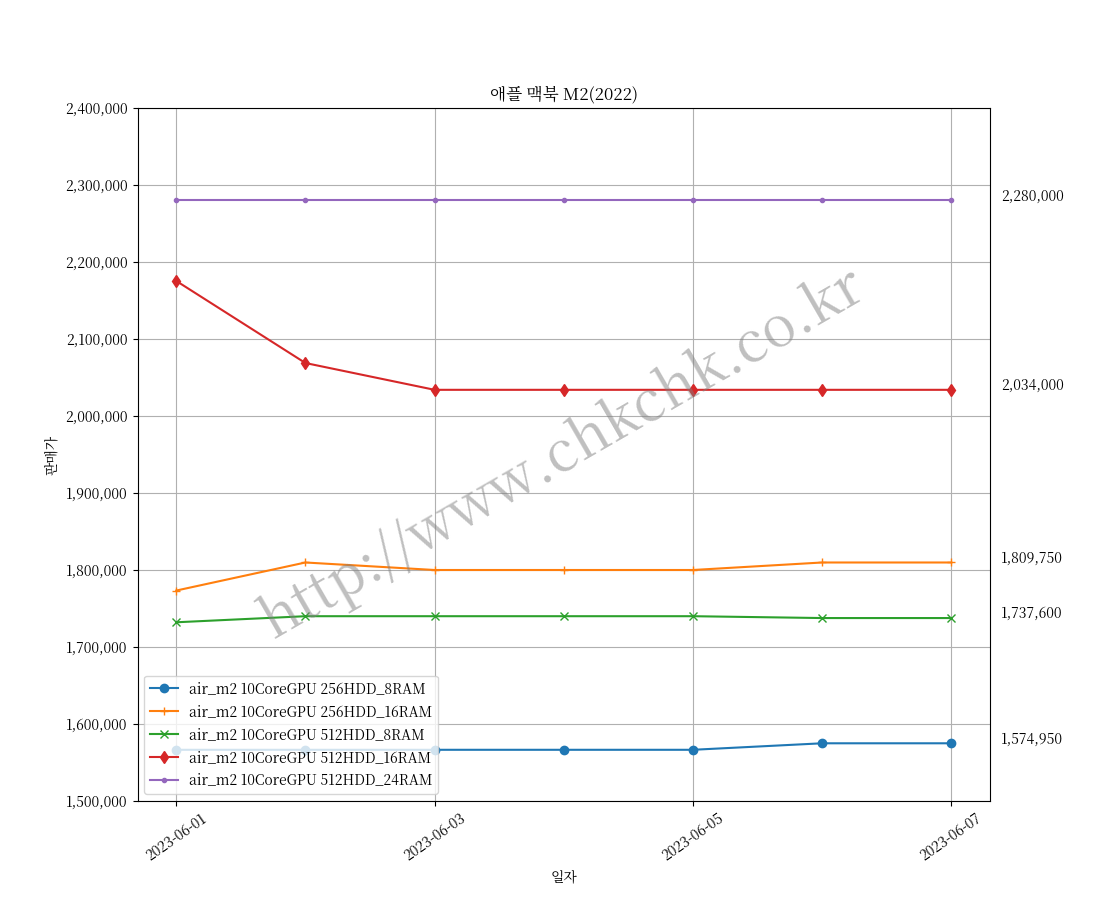 애플 맥북 M2(2022)
2,400,000
2,300,000
2,200,000
2,100,000
2,000,000
1,900,000
1,800,000
1,700,000
1,600,000
1,500,000
판매가
2,280,000
2,034,000
1,809,750
1,737,600
1,574,950
http://www.chkchk.co.kr
air_m2 10CoreGPU 256HDD_8RAM
air_m2 10CoreGPU 256HDD_16RAM
air_m2 10CoreGPU 512HDD_8RAM
air_m2 10CoreGPU 512HDD_16RAM
air_m2 10CoreGPU 512HDD_24RAM
2023-06-01
2023-06-03
2023-06-05
2023-06-07
일자